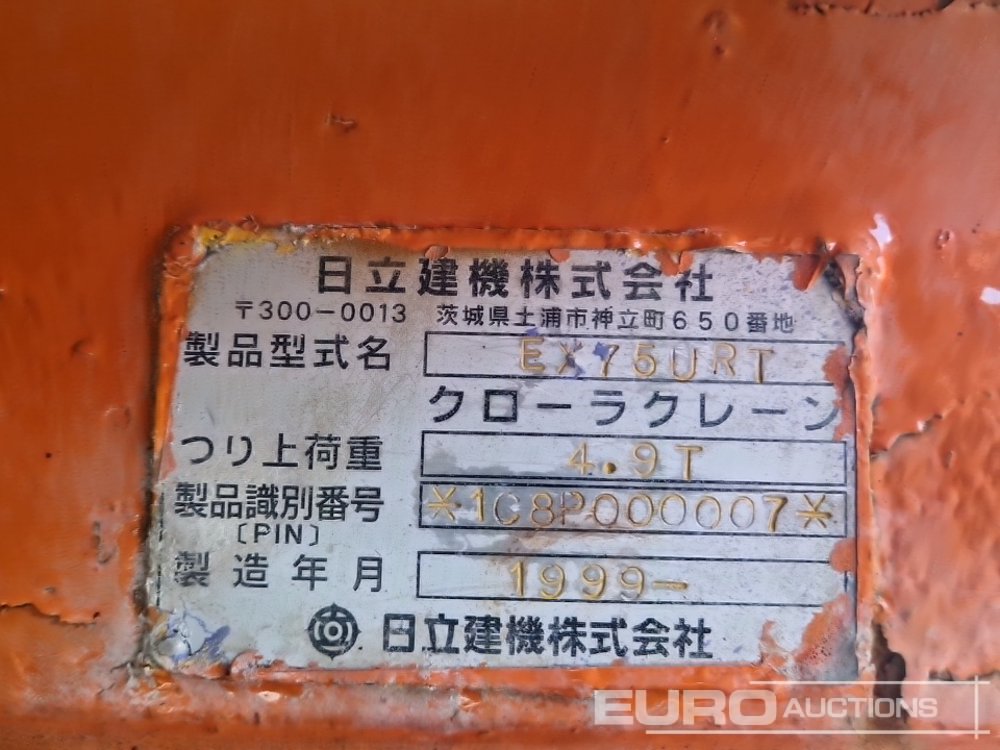 日立建機株式会社
〒300-0013 茨城県土浦市神立町650番地
製品型式名 EX75URT
クローラクレーン
つり上荷重 4.9T
製品識別番号 *1C8P000007*
〔PIN〕
製造年月 1999-
日立建機株式会社
EURO AUCTIONS